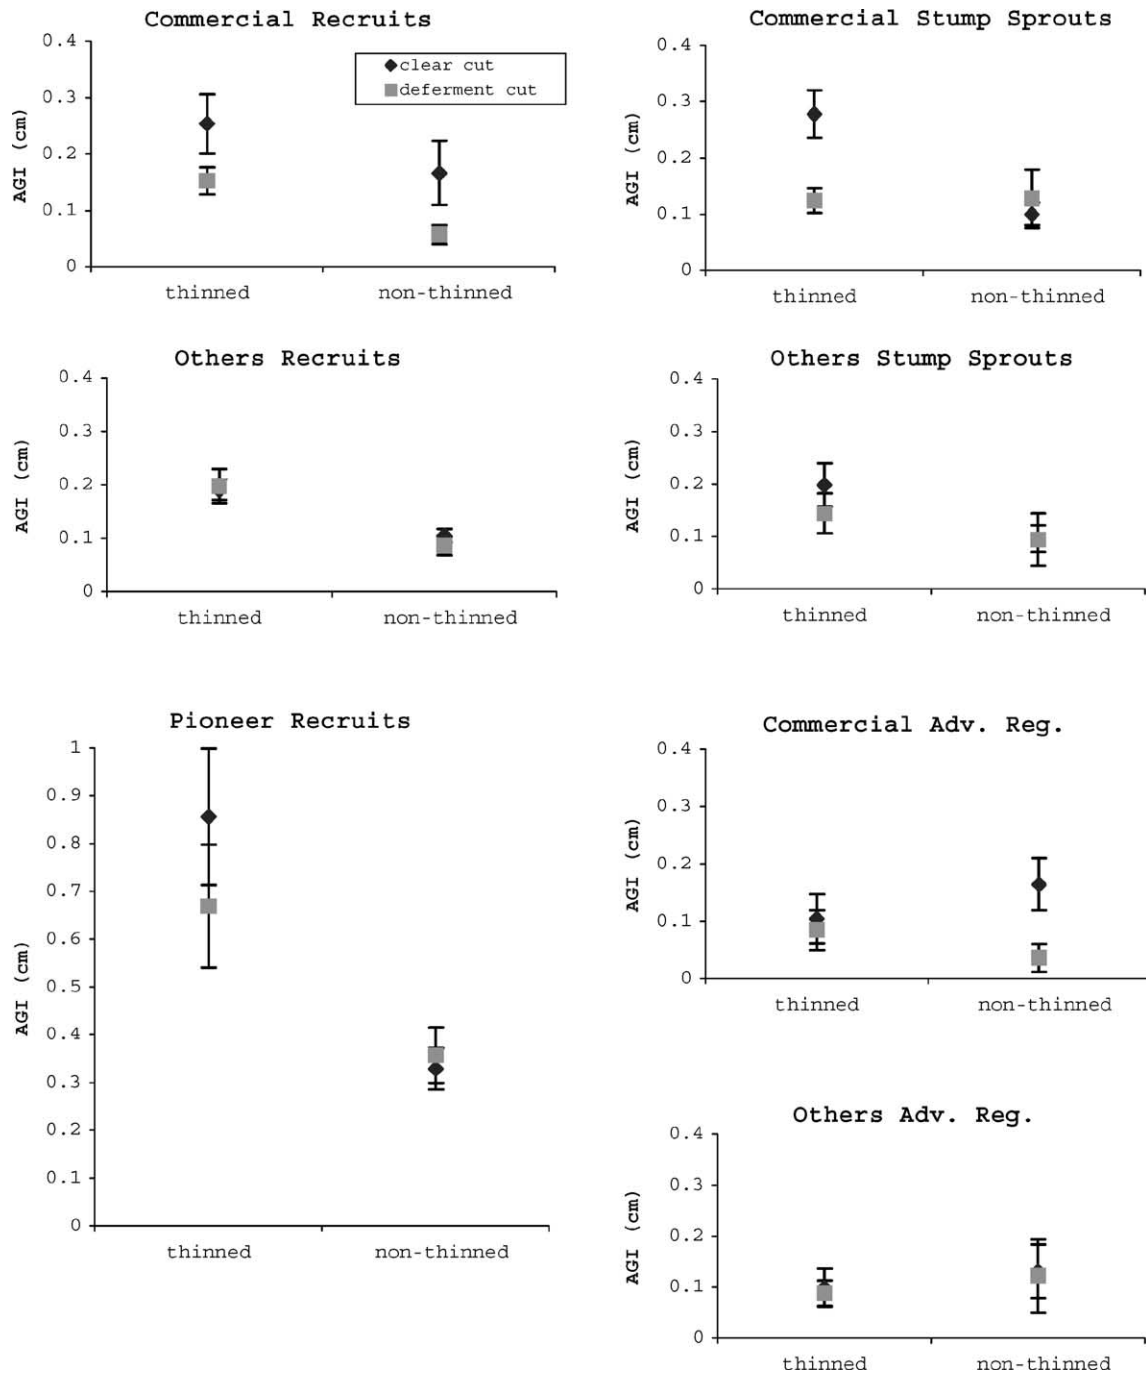 Commercial Recruits
0.4
0.3
0.2
0.1
0
AGI (cm)
clear cut
deferment cut
thinned
non-thinned
Commercial Stump Sprouts
0.4
0.3
0.2
0.1
0
AGI (cm)
thinned
non-thinned
Others Recruits
0.4
0.3
0.2
0.1
0
AGI (cm)
thinned
non-thinned
Others Stump Sprouts
0.4
0.3
0.2
0.1
0
AGI (cm)
thinned
non-thinned
Pioneer Recruits
1
0.9
0.8
0.7
0.6
0.5
0.4
0.3
0.2
0.1
0
AGI (cm)
thinned
non-thinned
Commercial Adv. Reg.
0.4
0.3
0.2
0.1
0
AGI (cm)
thinned
non-thinned
Others Adv. Reg.
0.4
0.3
0.2
0.1
0
AGI (cm)
thinned
non-thinned